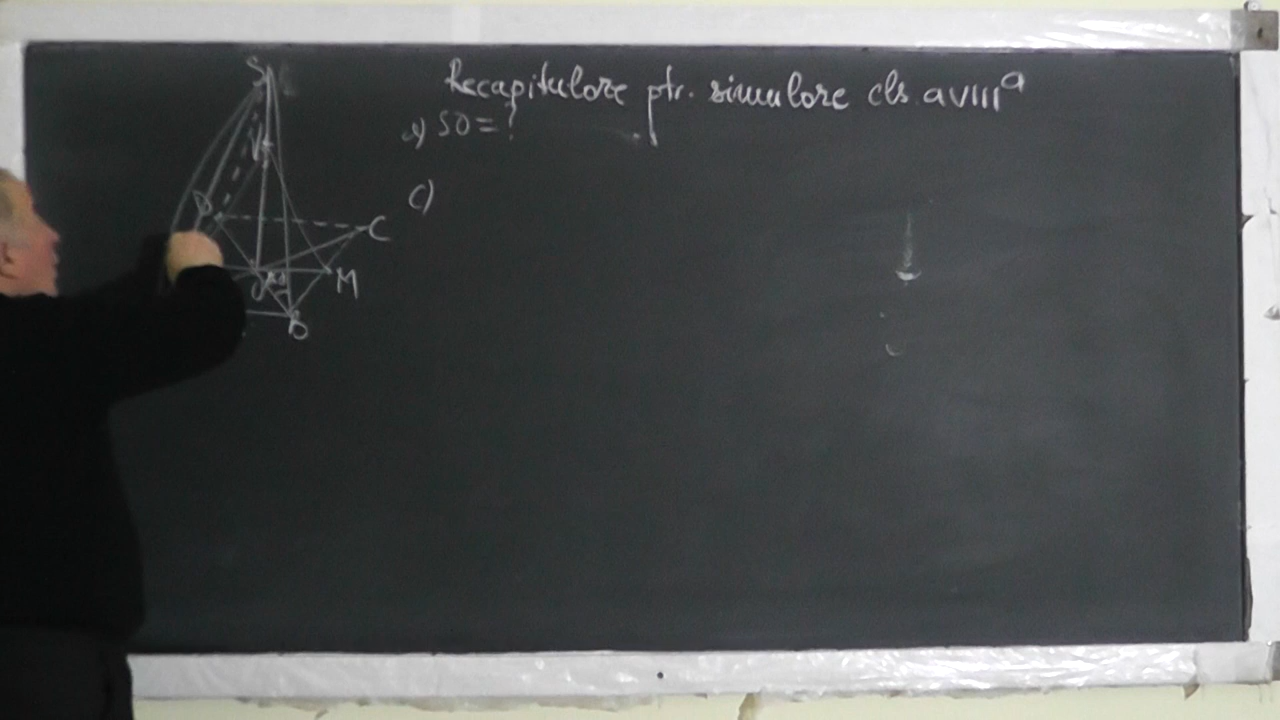 Recapitulare ptr. simulare cls. a VIII a
a) SO = ?
c)
S
V
D
C
O
M
B